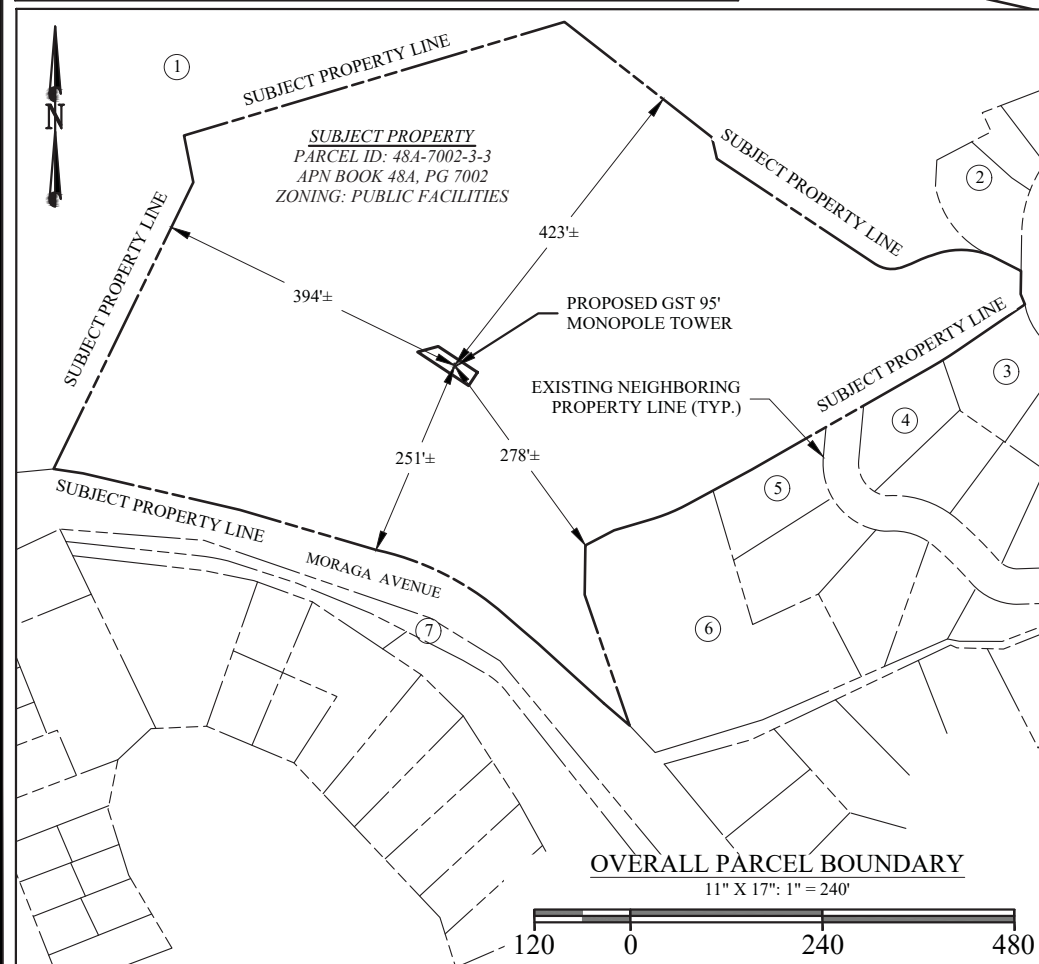 SUBJECT PROPERTY LINE
①
N
SUBJECT PROPERTY
PARCEL ID: 48A-7002-3-3
APN BOOK 48A, PG 7002
ZONING: PUBLIC FACILITIES
SUBJECT PROPERTY LINE
②
SUBJECT PROPERTY LINE
423'±
394'±
PROPOSED GST 95'
MONOPOLE TOWER
SUBJECT PROPERTY LINE
③
EXISTING NEIGHBORING
PROPERTY LINE (TYP.)
④
251'±
278'±
⑤
SUBJECT PROPERTY LINE
MORAGA AVENUE
⑦
⑥
OVERALL PARCEL BOUNDARY
11" X 17": 1" = 240'
120 0 240 480